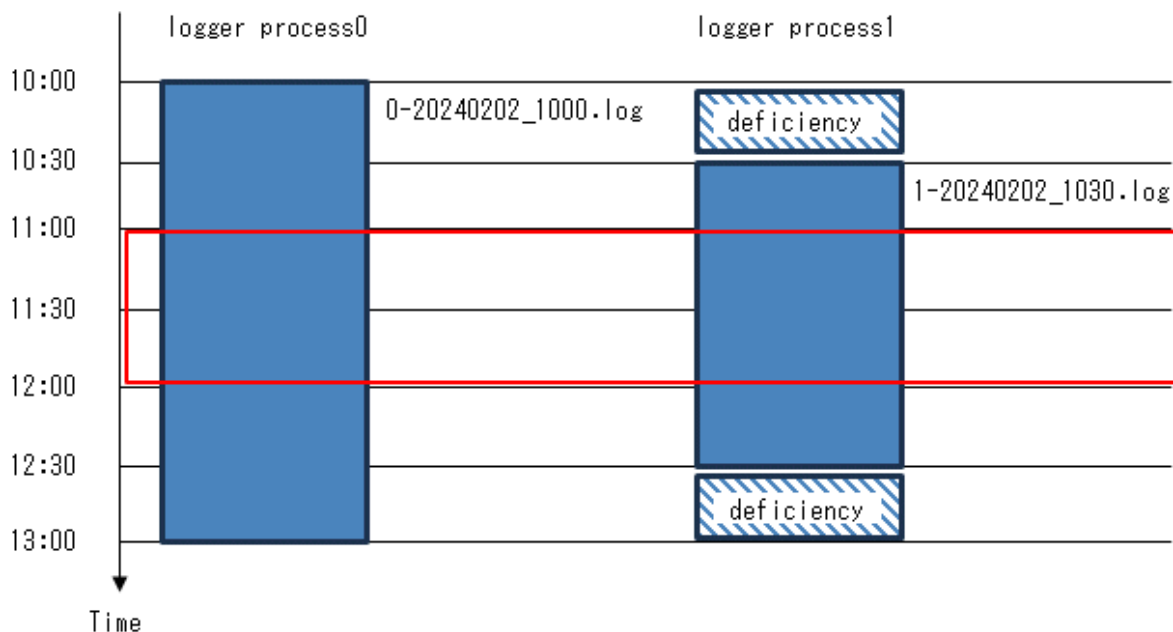 logger process0 logger process1
10:00
0-20240202_1000.log deficiency
10:30
1-20240202_1030.log
11:00
11:30
12:00
12:30
deficiency
13:00
Time